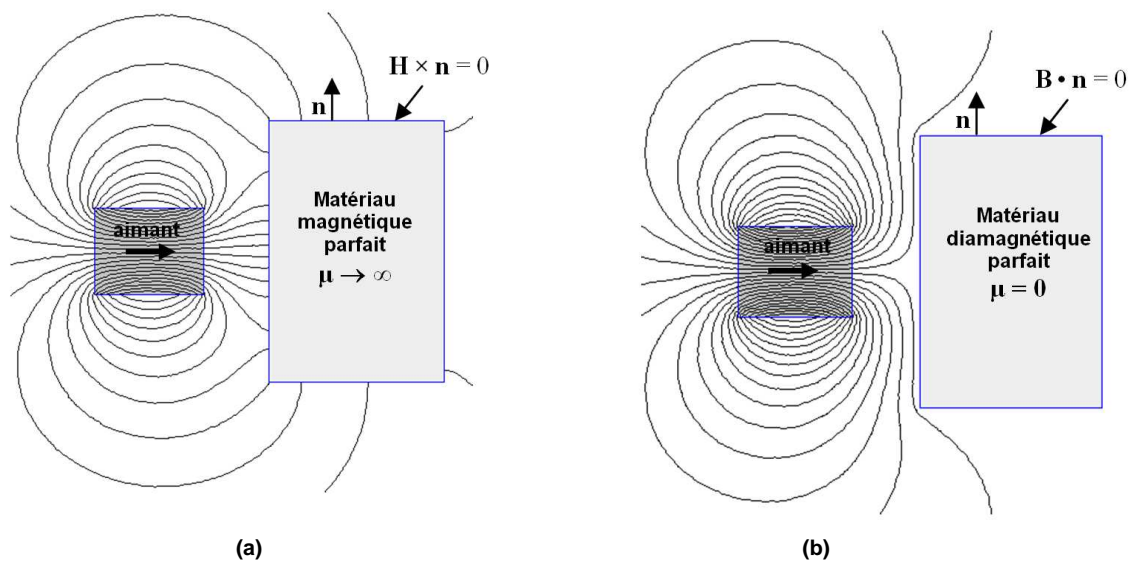 H × n = 0
n
aimant
Matériau
magnétique
parfait
μ → ∞
(a)
B • n = 0
n
aimant
Matériau
diamagnétique
parfait
μ = 0
(b)